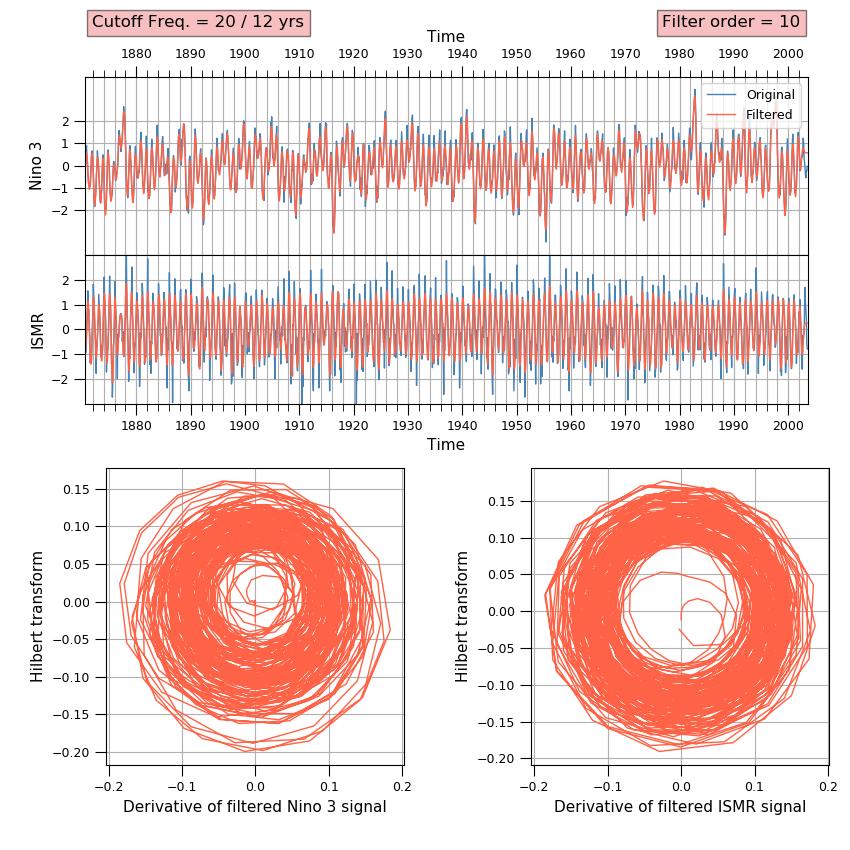 Cutoff Freq. = 20 / 12 yrs
Filter order = 10
Time
1880 1890 1900 1910 1920 1930 1940 1950 1960 1970 1980 1990 2000
Original
Filtered
Nino 3
2
1
0
−1
−2
ISMR
2
1
0
−1
−2
1880 1890 1900 1910 1920 1930 1940 1950 1960 1970 1980 1990 2000
Time
Hilbert transform
0.15
0.10
0.05
0.00
−0.05
−0.10
−0.15
−0.20
−0.2 −0.1 0.0 0.1 0.2
Derivative of filtered Nino 3 signal
Hilbert transform
0.15
0.10
0.05
0.00
−0.05
−0.10
−0.15
−0.20
−0.2 −0.1 0.0 0.1 0.2
Derivative of filtered ISMR signal